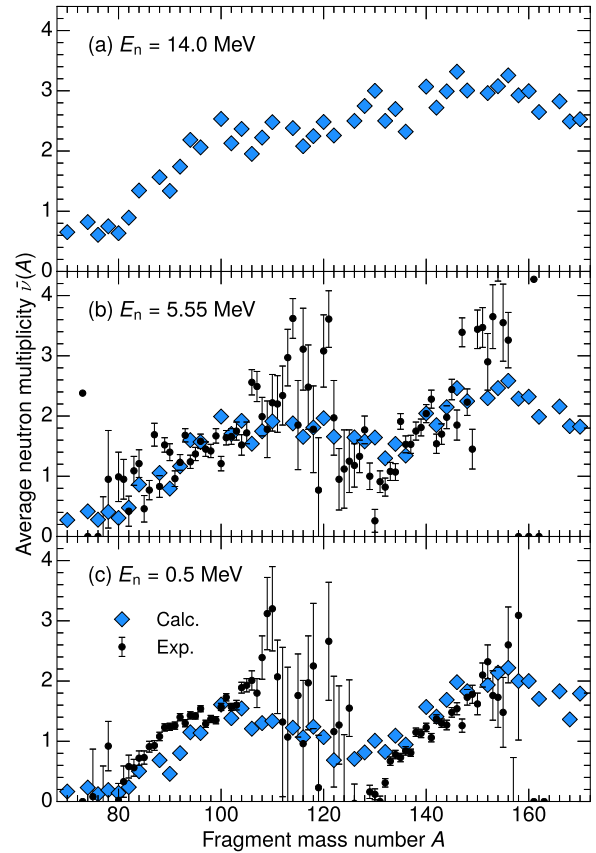 4
(a) Eₙ = 14.0 MeV
3
2
1
0
4
(b) Eₙ = 5.55 MeV
3
2
1
0
4
(c) Eₙ = 0.5 MeV
3
Calc.
Exp.
2
1
0
80 100 120 140 160
Fragment mass number A
Average neutron multiplicity ν̄(A)